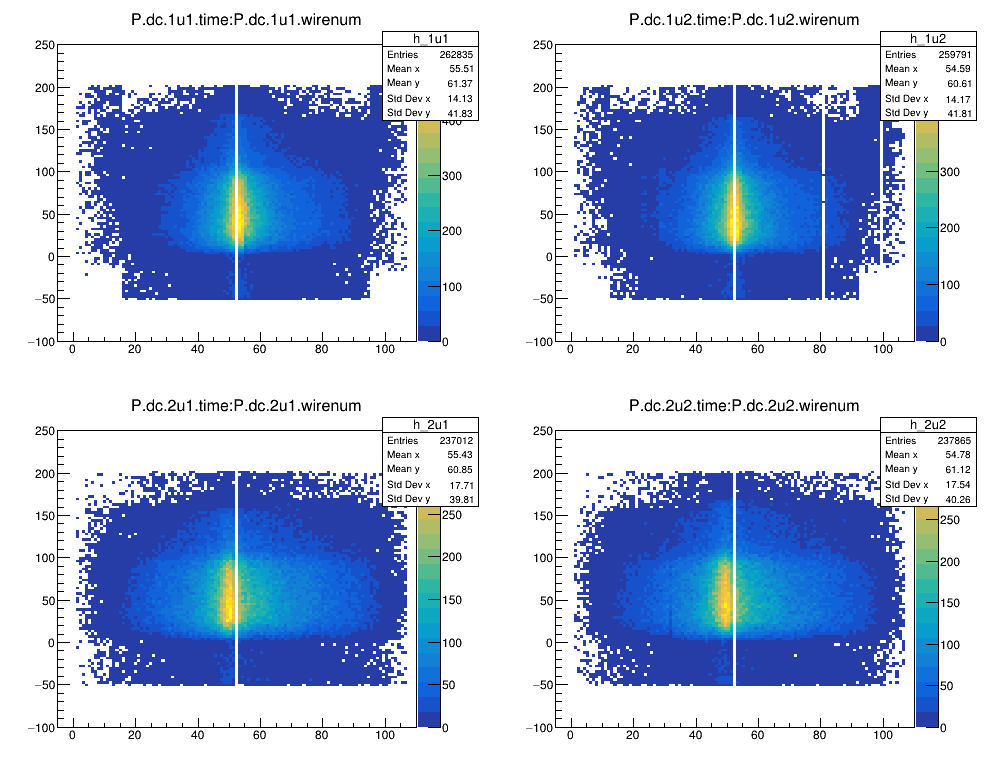 P.dc.1u1.time:P.dc.1u1.wirenum
h_1u1
Entries 262835
Mean x 55.51
Mean y 61.37
Std Dev x 14.13
Std Dev y 41.83
250
200
150
100
50
0
−50
−100
0 20 40 60 80 100
400
300
200
100
0
P.dc.1u2.time:P.dc.1u2.wirenum
h_1u2
Entries 259791
Mean x 54.59
Mean y 60.61
Std Dev x 14.17
Std Dev y 41.81
250
200
150
100
50
0
−50
−100
0 20 40 60 80 100
300
200
100
0
P.dc.2u1.time:P.dc.2u1.wirenum
h_2u1
Entries 237012
Mean x 55.43
Mean y 60.85
Std Dev x 17.71
Std Dev y 39.81
250
200
150
100
50
0
−50
−100
0 20 40 60 80 100
250
200
150
100
50
0
P.dc.2u2.time:P.dc.2u2.wirenum
h_2u2
Entries 237865
Mean x 54.78
Mean y 61.12
Std Dev x 17.54
Std Dev y 40.26
250
200
150
100
50
0
−50
−100
0 20 40 60 80 100
250
200
150
100
50
0